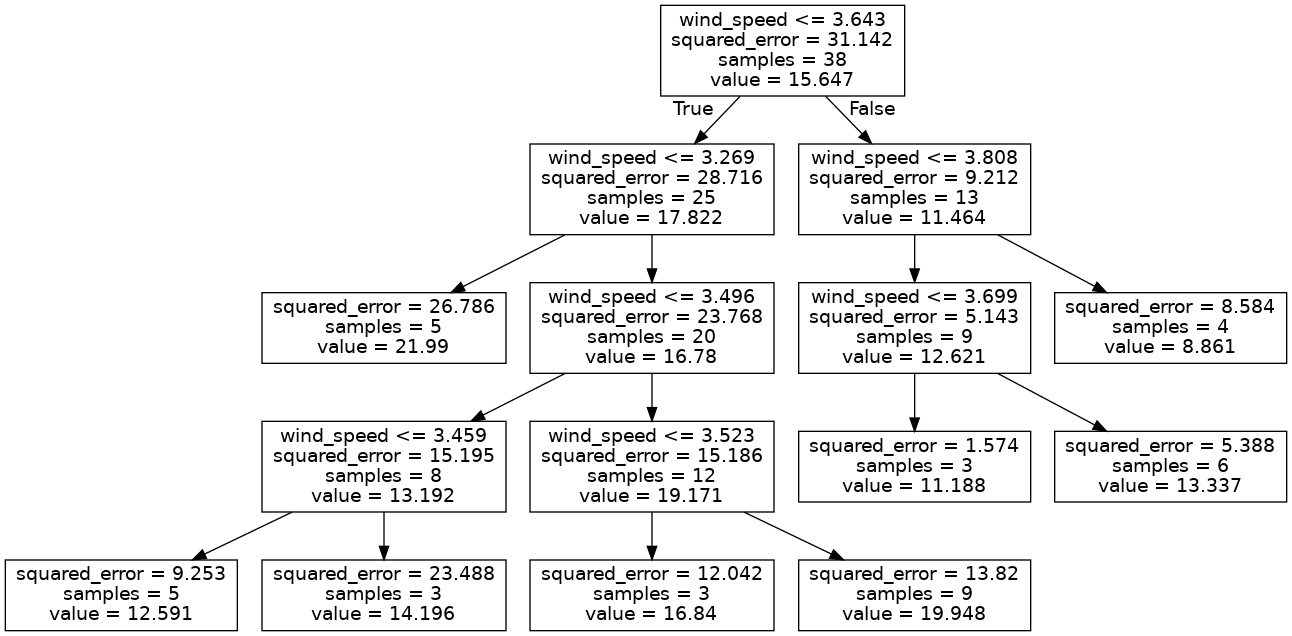 wind_speed <= 3.643
squared_error = 31.142
samples = 38
value = 15.647
True
False
wind_speed <= 3.269
squared_error = 28.716
samples = 25
value = 17.822
wind_speed <= 3.808
squared_error = 9.212
samples = 13
value = 11.464
squared_error = 26.786
samples = 5
value = 21.99
wind_speed <= 3.496
squared_error = 23.768
samples = 20
value = 16.78
wind_speed <= 3.699
squared_error = 5.143
samples = 9
value = 12.621
squared_error = 8.584
samples = 4
value = 8.861
wind_speed <= 3.459
squared_error = 15.195
samples = 8
value = 13.192
wind_speed <= 3.523
squared_error = 15.186
samples = 12
value = 19.171
squared_error = 1.574
samples = 3
value = 11.188
squared_error = 5.388
samples = 6
value = 13.337
squared_error = 9.253
samples = 5
value = 12.591
squared_error = 23.488
samples = 3
value = 14.196
squared_error = 12.042
samples = 3
value = 16.84
squared_error = 13.82
samples = 9
value = 19.948